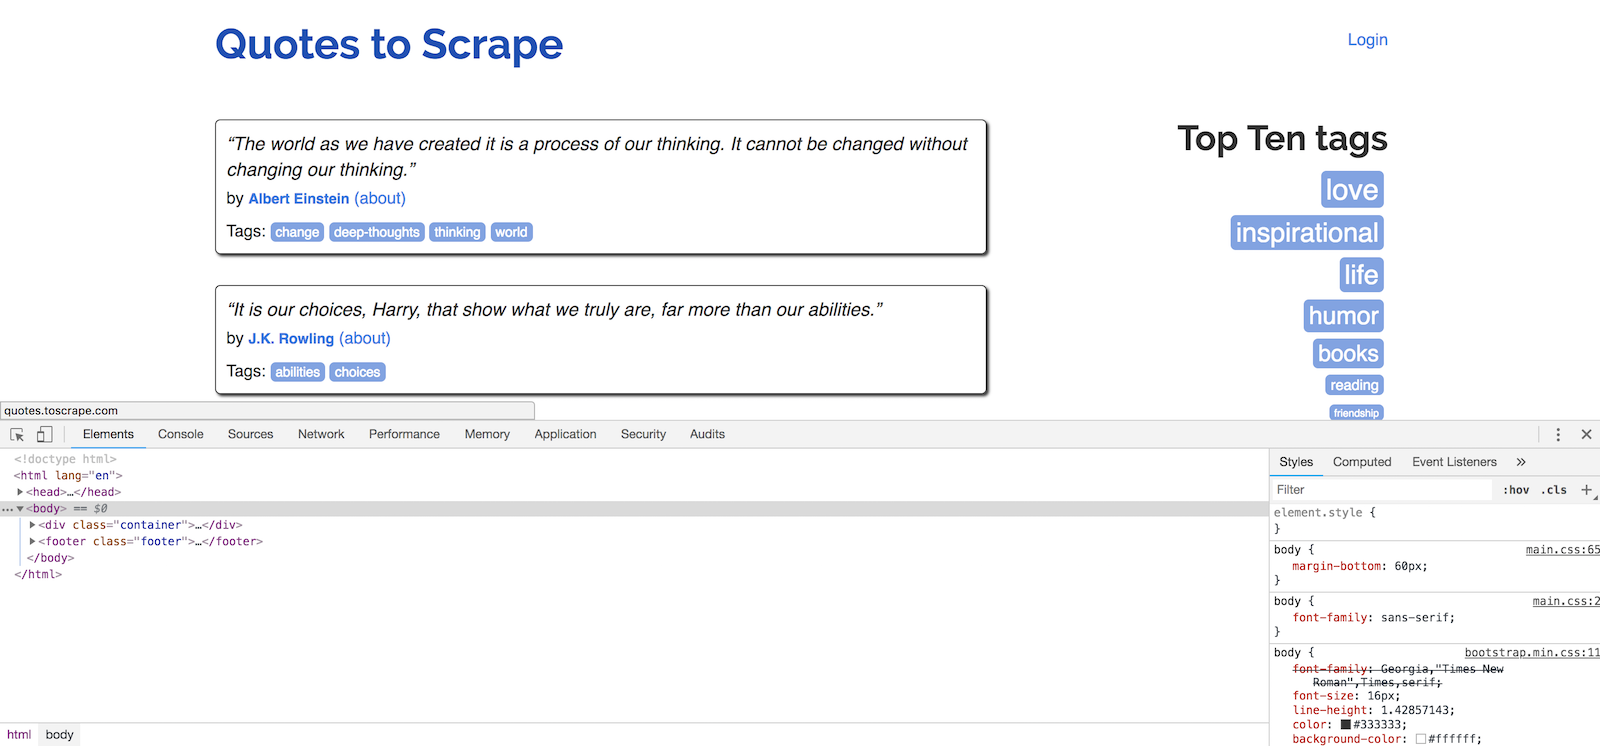 Quotes to Scrape
Login
“The world as we have created it is a process of our thinking. It cannot be changed without
changing our thinking.”
by Albert Einstein (about)
Tags: change deep-thoughts thinking world
“It is our choices, Harry, that show what we truly are, far more than our abilities.”
by J.K. Rowling (about)
Tags: abilities choices
Top Ten tags
love
inspirational
life
humor
books
reading
friendship
quotes.toscrape.com
Elements Console Sources Network Performance Memory Application Security Audits
<!doctype html>
<html lang="en">
<head>…</head>
<body> == $0
<div class="container">…</div>
<footer class="footer">…</footer>
</body>
</html>
html body
Styles Computed Event Listeners »
Filter :hov .cls +
element.style {
}
body { main.css:65
margin-bottom: 60px;
}
body { main.css:2
font-family: sans-serif;
}
body { bootstrap.min.css:11
font-family: Georgia,"Times New
Roman",Times,serif;
font-size: 16px;
line-height: 1.42857143;
color: #333333;
background-color: #ffffff;